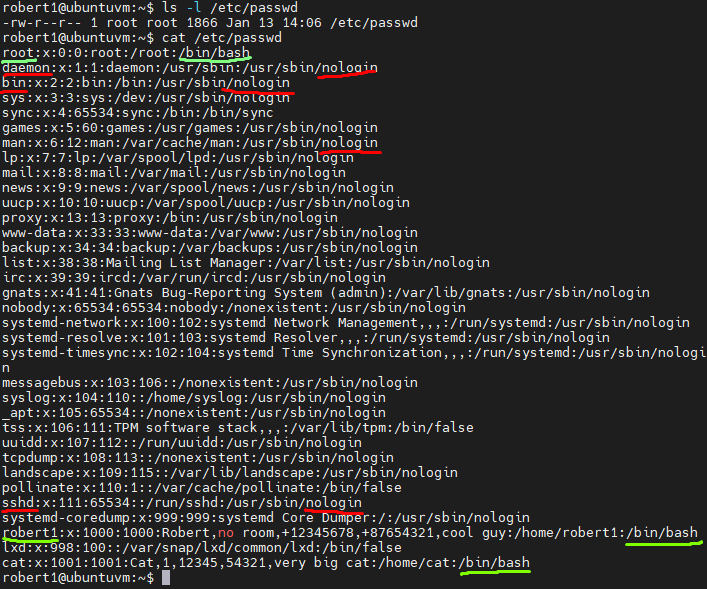 robert1@ubuntuvm:~$ ls -l /etc/passwd
-rw-r--r-- 1 root root 1866 Jan 13 14:06 /etc/passwd
robert1@ubuntuvm:~$ cat /etc/passwd
root:x:0:0:root:/root:/bin/bash
daemon:x:1:1:daemon:/usr/sbin:/usr/sbin/nologin
bin:x:2:2:bin:/bin:/usr/sbin/nologin
sys:x:3:3:sys:/dev:/usr/sbin/nologin
sync:x:4:65534:sync:/bin:/bin/sync
games:x:5:60:games:/usr/games:/usr/sbin/nologin
man:x:6:12:man:/var/cache/man:/usr/sbin/nologin
lp:x:7:7:lp:/var/spool/lpd:/usr/sbin/nologin
mail:x:8:8:mail:/var/mail:/usr/sbin/nologin
news:x:9:9:news:/var/spool/news:/usr/sbin/nologin
uucp:x:10:10:uucp:/var/spool/uucp:/usr/sbin/nologin
proxy:x:13:13:proxy:/bin:/usr/sbin/nologin
www-data:x:33:33:www-data:/var/www:/usr/sbin/nologin
backup:x:34:34:backup:/var/backups:/usr/sbin/nologin
list:x:38:38:Mailing List Manager:/var/list:/usr/sbin/nologin
irc:x:39:39:ircd:/var/run/ircd:/usr/sbin/nologin
gnats:x:41:41:Gnats Bug-Reporting System (admin):/var/lib/gnats:/usr/sbin/nologin
nobody:x:65534:65534:nobody:/nonexistent:/usr/sbin/nologin
systemd-network:x:100:102:systemd Network Management,,,:/run/systemd:/usr/sbin/nologin
systemd-resolve:x:101:103:systemd Resolver,,,:/run/systemd:/usr/sbin/nologin
systemd-timesync:x:102:104:systemd Time Synchronization,,,:/run/systemd:/usr/sbin/nologi
n
messagebus:x:103:106::/nonexistent:/usr/sbin/nologin
syslog:x:104:110::/home/syslog:/usr/sbin/nologin
_apt:x:105:65534::/nonexistent:/usr/sbin/nologin
tss:x:106:111:TPM software stack,,,:/var/lib/tpm:/bin/false
uuidd:x:107:112::/run/uuidd:/usr/sbin/nologin
tcpdump:x:108:113::/nonexistent:/usr/sbin/nologin
landscape:x:109:115::/var/lib/landscape:/usr/sbin/nologin
pollinate:x:110:1::/var/cache/pollinate:/bin/false
sshd:x:111:65534::/run/sshd:/usr/sbin/nologin
systemd-coredump:x:999:999:systemd Core Dumper:/:/usr/sbin/nologin
robert1:x:1000:1000:Robert,no room,+12345678,+87654321,cool guy:/home/robert1:/bin/bash
lxd:x:998:100::/var/snap/lxd/common/lxd:/bin/false
cat:x:1001:1001:Cat,1,12345,54321,very big cat:/home/cat:/bin/bash
robert1@ubuntuvm:~$